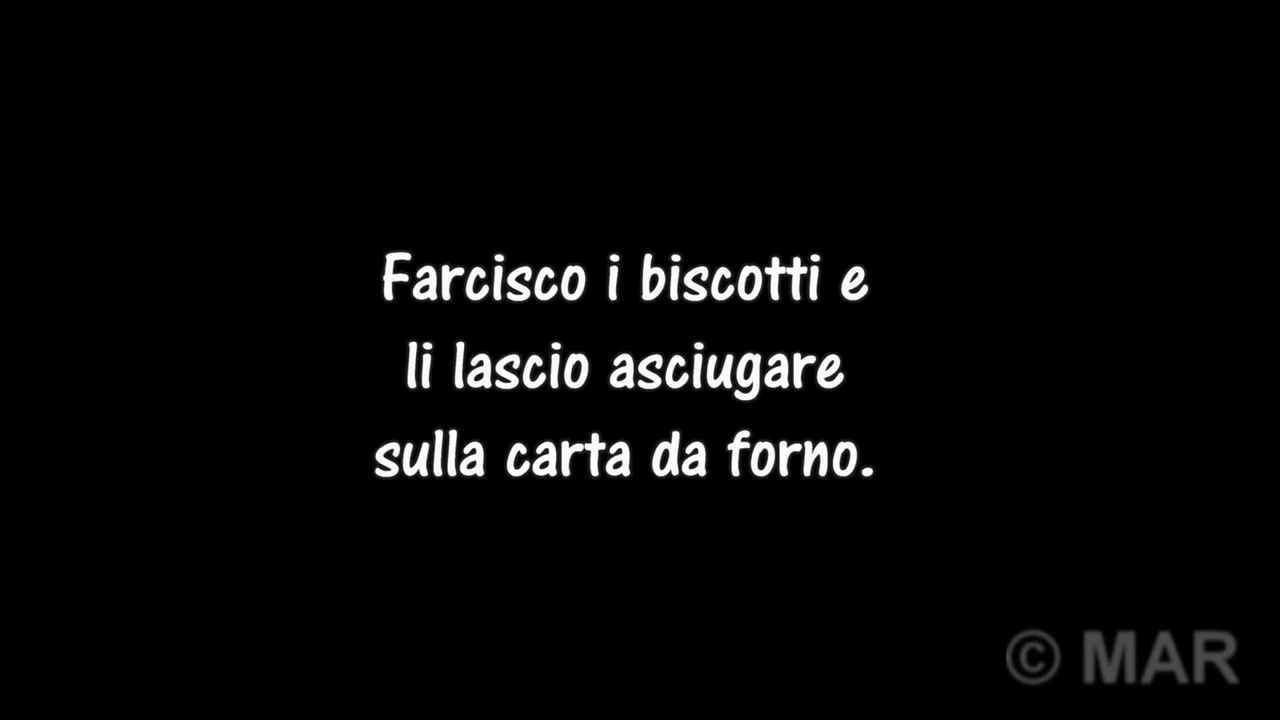 Farcisco i biscotti e
li lascio asciugare
sulla carta da forno.
© MAR